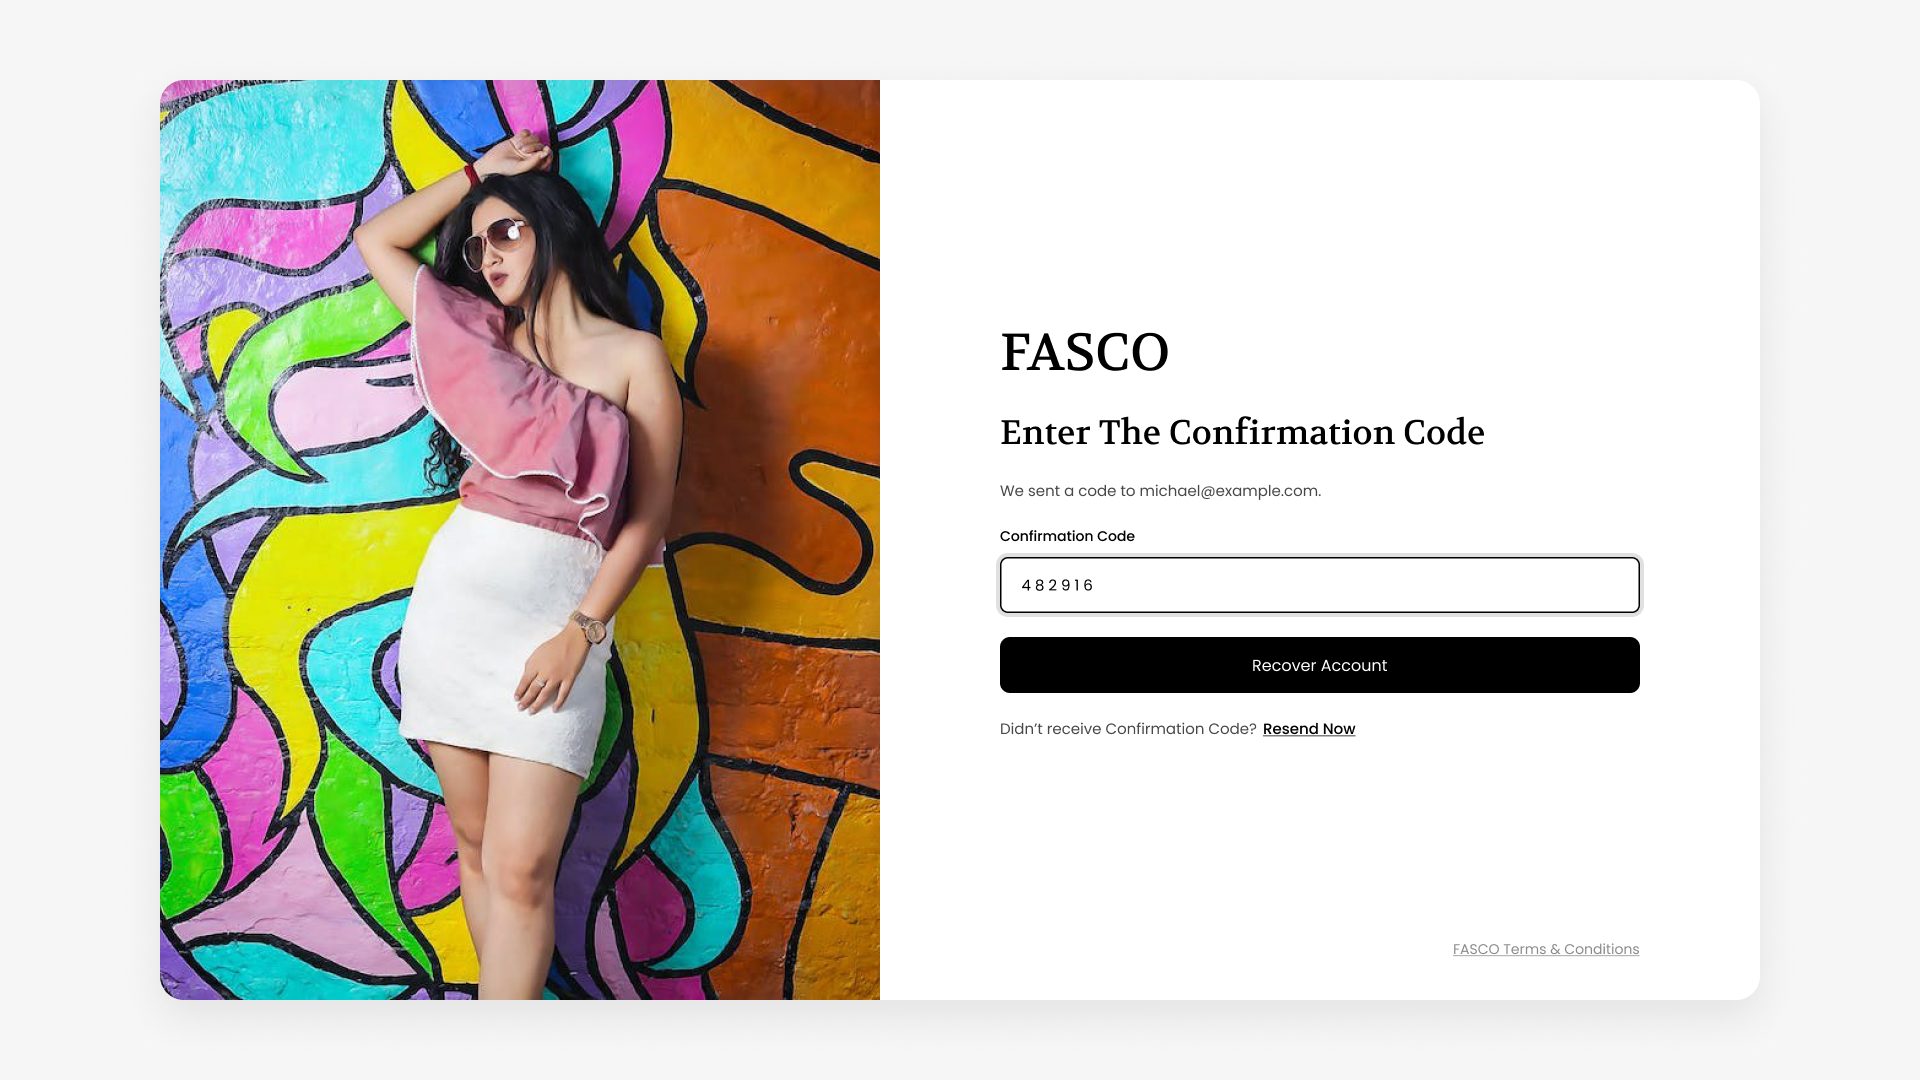 FASCO
Enter The Confirmation Code
We sent a code to michael@example.com.
Confirmation Code
482916
Recover Account
Didn’t receive Confirmation Code? Resend Now
FASCO Terms & Conditions